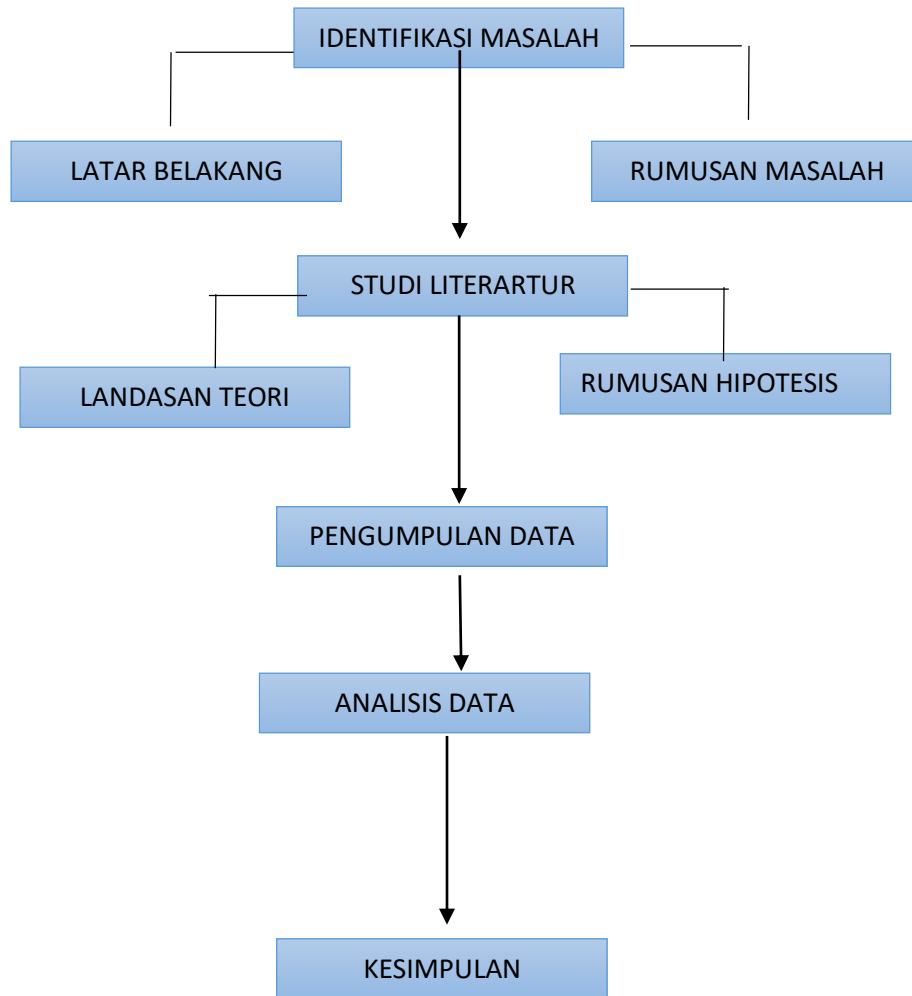 IDENTIFIKASI MASALAH
LATAR BELAKANG
RUMUSAN MASALAH
STUDI LITERARTUR
LANDASAN TEORI
RUMUSAN HIPOTESIS
PENGUMPULAN DATA
ANALISIS DATA
KESIMPULAN